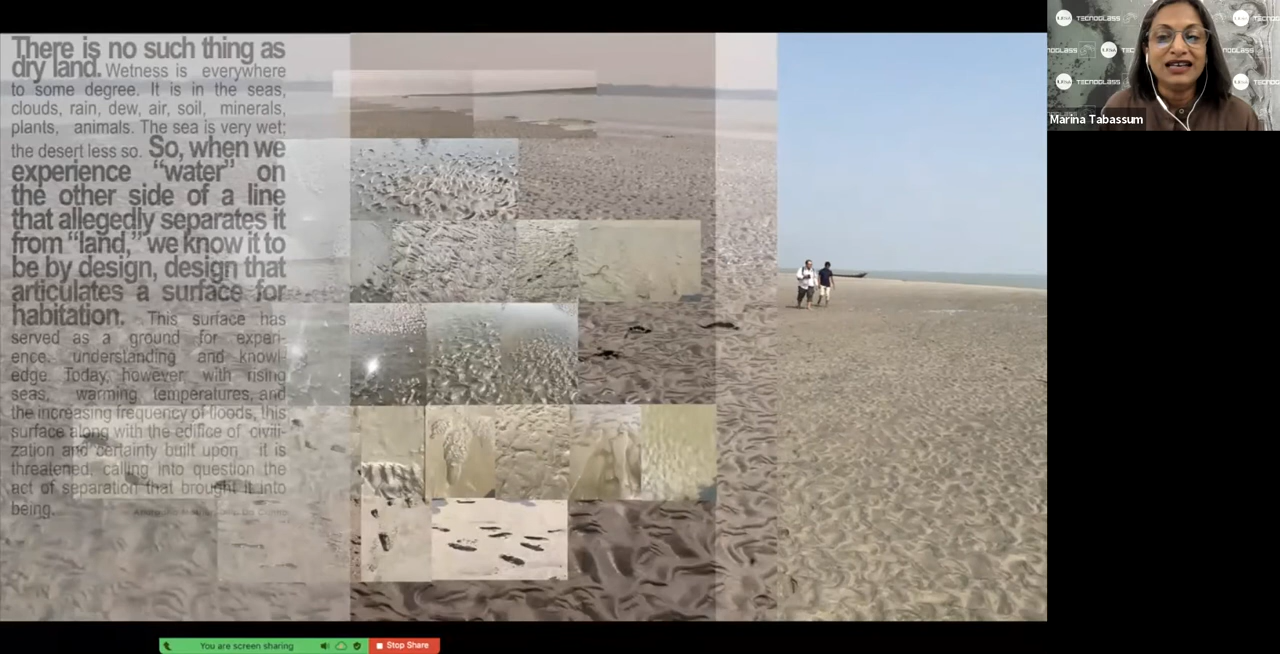 There is no such thing as
dry land. Wetness is everywhere
to some degree. It is in the seas,
clouds, rain, dew, air, soil, minerals,
plants, animals. The sea is very wet;
the desert less so. So, when we
experience “water” on
the other side of a line
that allegedly separates it
from “land,” we know it to
be by design, design that
articulates a surface for
habitation. This surface has
served as a ground for experi-
ence, understanding and knowl-
edge. Today, however, with rising
seas, warming temperatures, and
the increasing frequency of floods, this
surface along with the edifice of civili-
zation and certainty built upon it is
threatened, calling into question the
act of separation that brought it into
being.
TECNOGLASS
TECNOGLASS
TECNOGLASS
Marina Tabassum
You are screen sharing
Stop Share